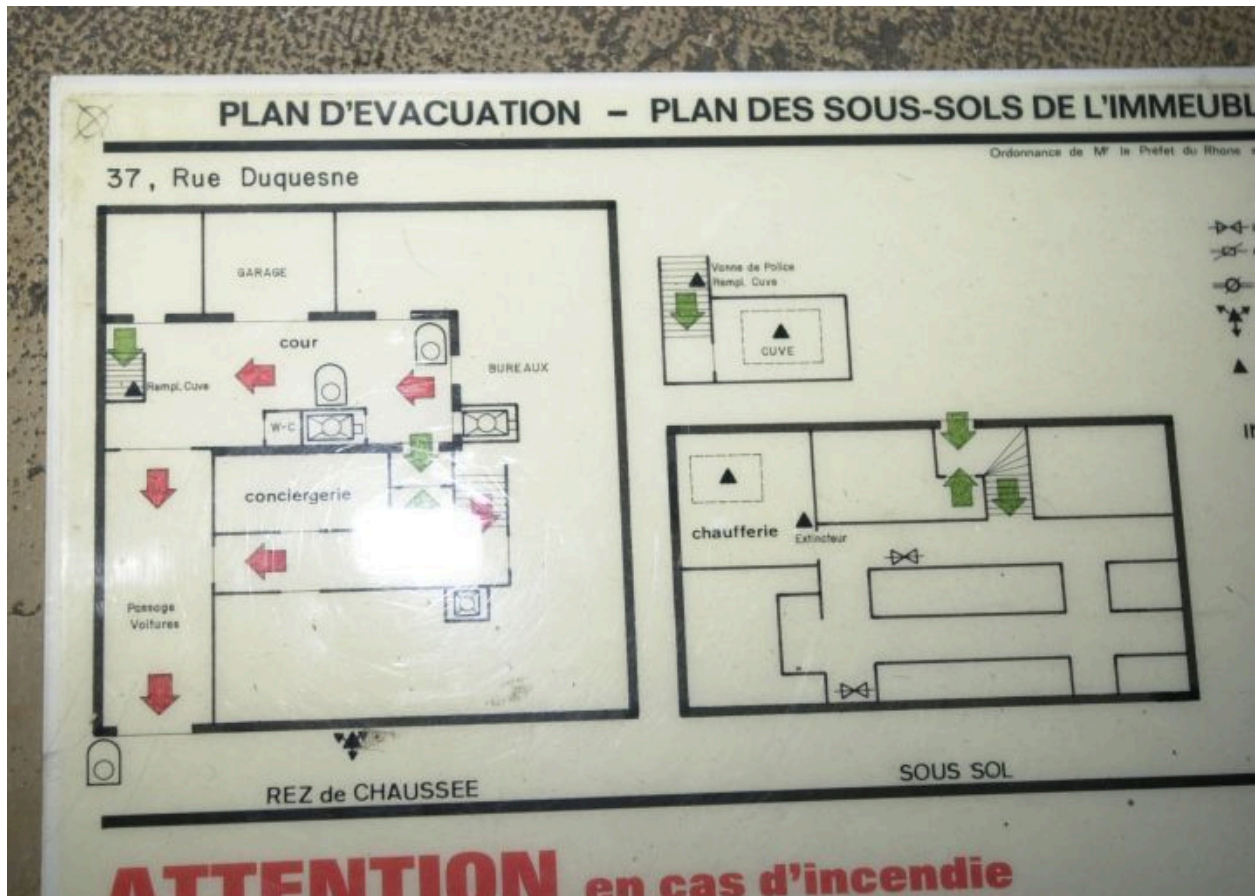 PLAN D'EVACUATION - PLAN DES SOUS-SOLS DE L'IMMEUBL
Ordonnance de Mr le Préfet du Rhone
37, Rue Duquesne
GARAGE
cour
Rempl. Cuve
BUREAUX
W-C
conciergerie
Passage
Voitures
REZ de CHAUSSEE
Vanne de Police
Rempl. Cuve
CUVE
chaufferie
Extincteur
SOUS SOL
ATTENTION en cas d'incendie